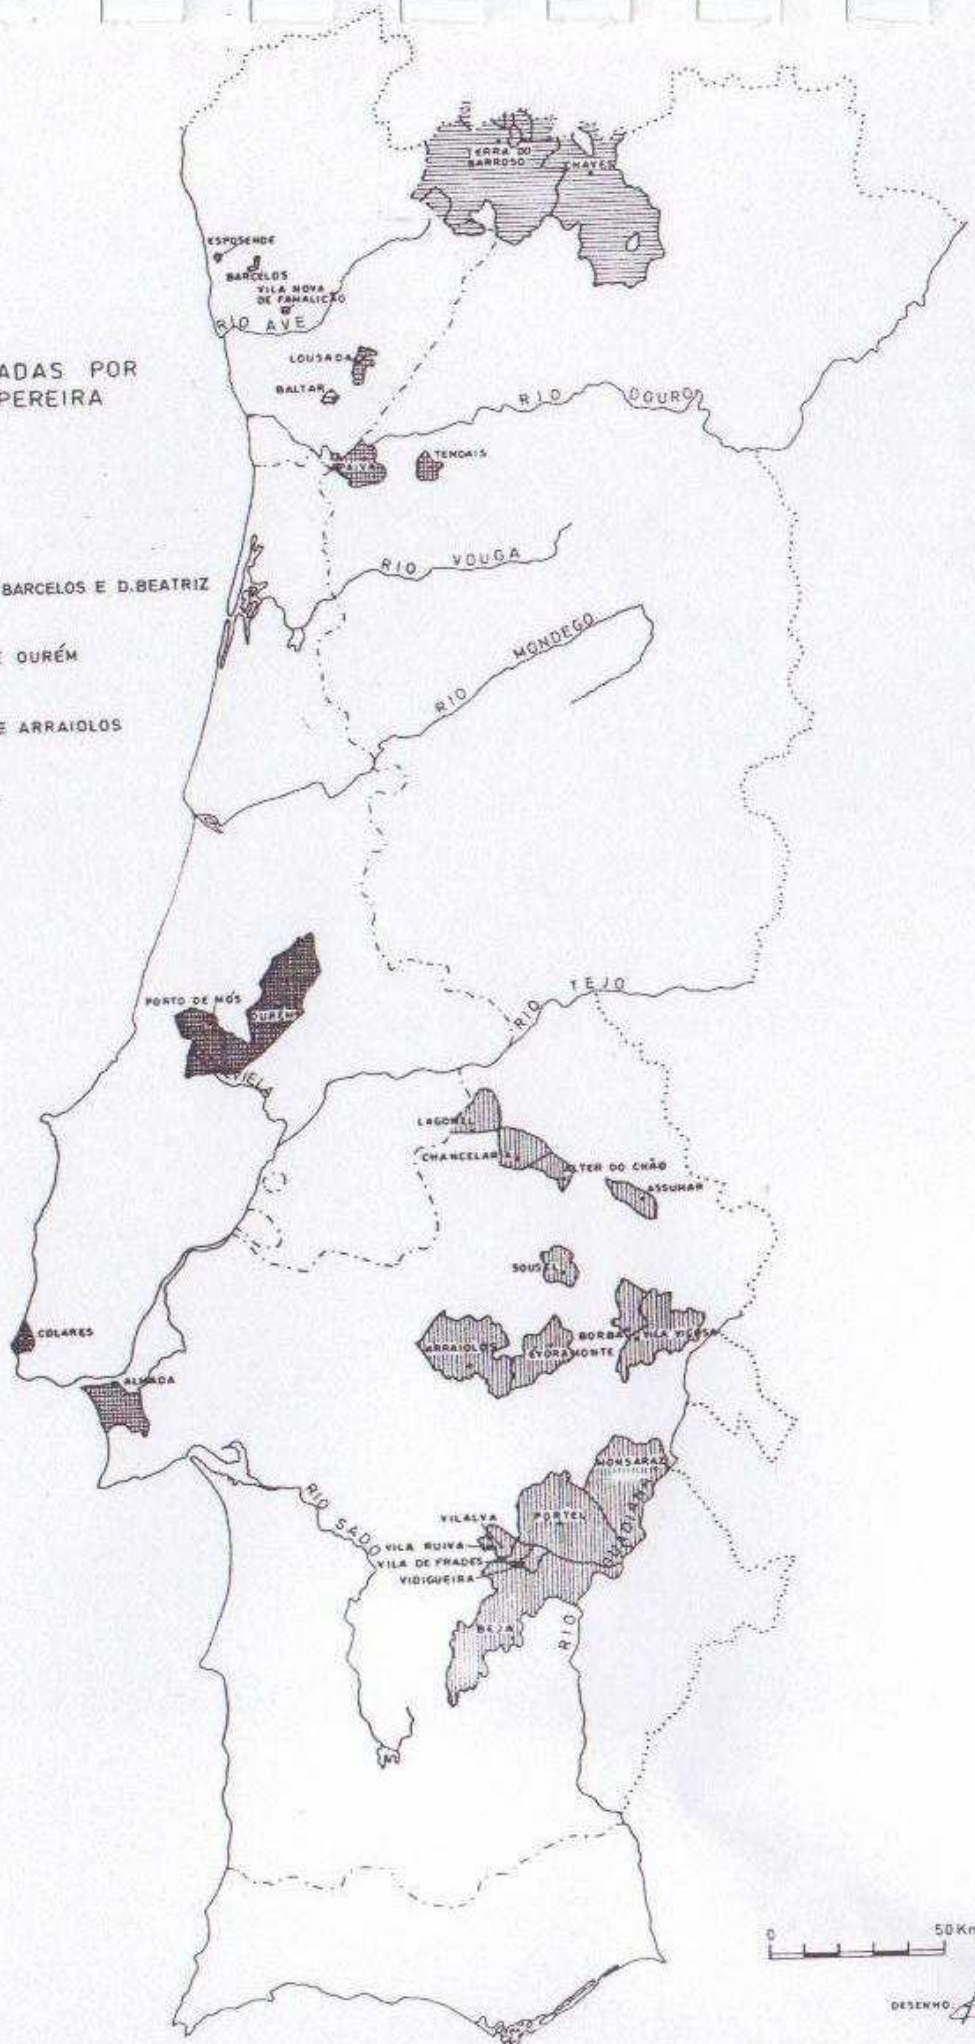 TERRA DO
BARROSO
CHAVES
ESPOSENDE
BARCELOS
VILA NOVA
DE FAMALICÃO
RIO AVE
LOUSADA
BALTAR
ADAS POR
PEREIRA
RIO DOURO
PAIVA
TENDAIS
RIO VOUGA
BARCELOS E D.BEATRIZ
RIO MONDEGO
OURÉM
E ARRAIOLOS
RIO TEJO
PORTO DE MÓS
OURÉM
VIELA
LAGOMEL
CHANCELARIA
ALTER DO CHÃO
ASSUMAR
SOUSEL
COLARES
ARRAIOLOS
EVORAMONTE
BORBA
VILA VIÇOSA
ALMADA
MONSARAZ
RIO SADO
VILALVA
PORTEL
VILA RUIVA
VILA DE FRADES
VIDIGUEIRA
BEJA
RIO GUADIANA
0 50Km
DESENHO